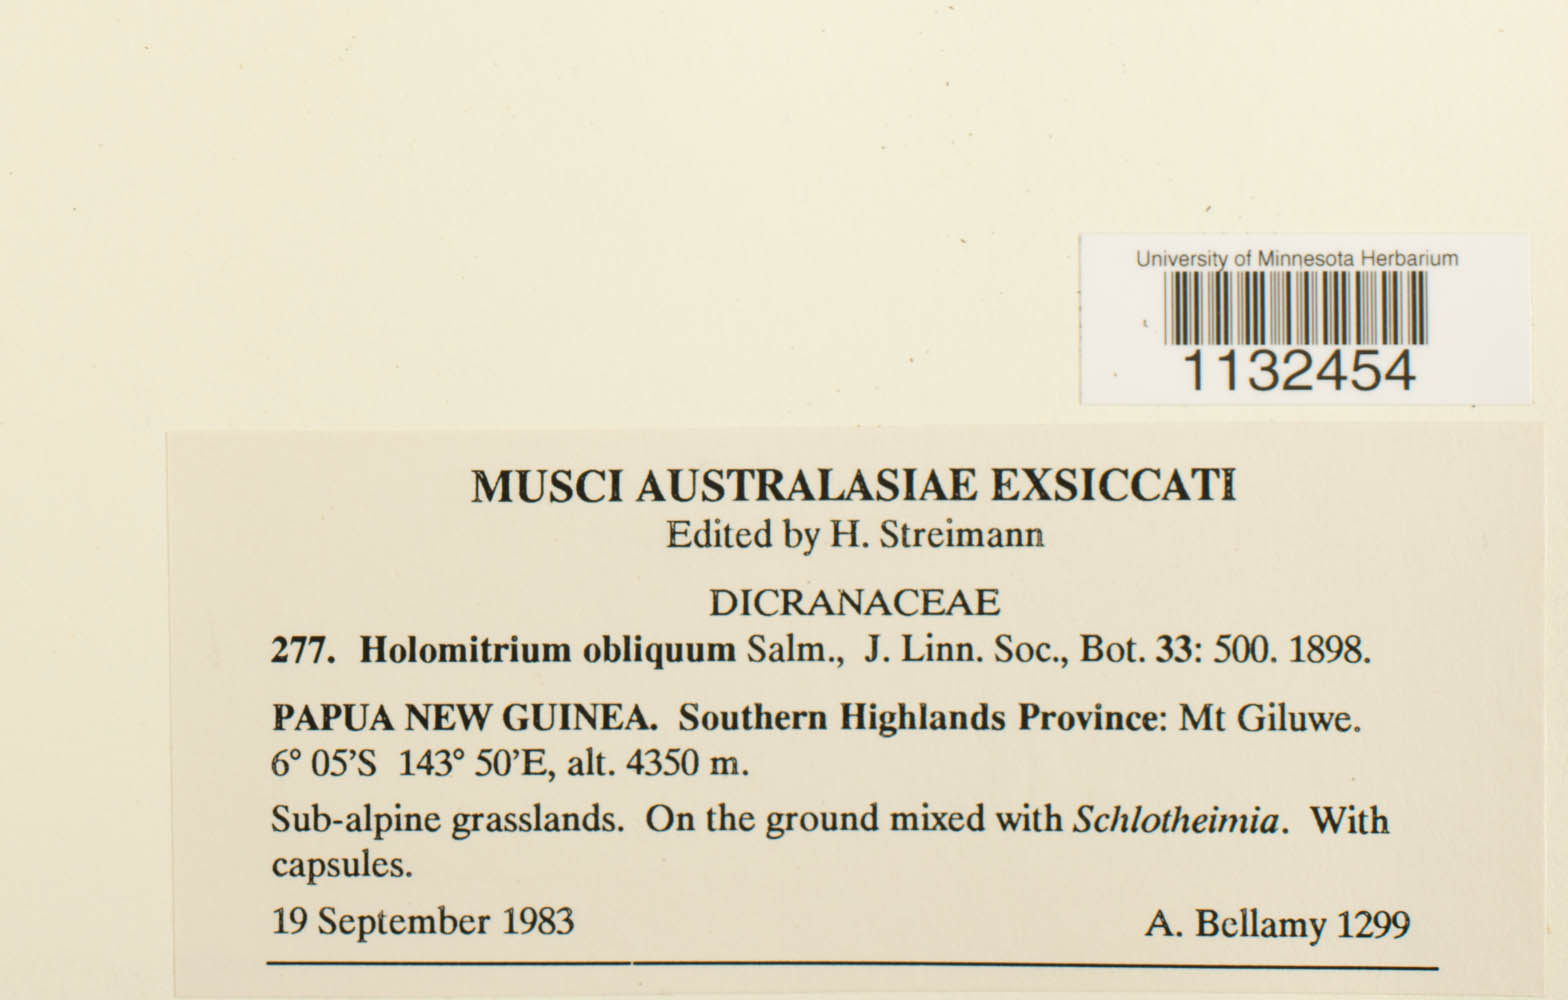 University of Minnesota Herbarium
1132454
MUSCI AUSTRALASIAE EXSICCATI
Edited by H. Streimann
DICRANACEAE
277. Holomitrium obliquum Salm., J. Linn. Soc., Bot. 33: 500. 1898.
PAPUA NEW GUINEA. Southern Highlands Province: Mt Giluwe.
6° 05'S 143° 50'E, alt. 4350 m.
Sub-alpine grasslands. On the ground mixed with Schlotheimia. With
capsules.
19 September 1983 A. Bellamy 1299